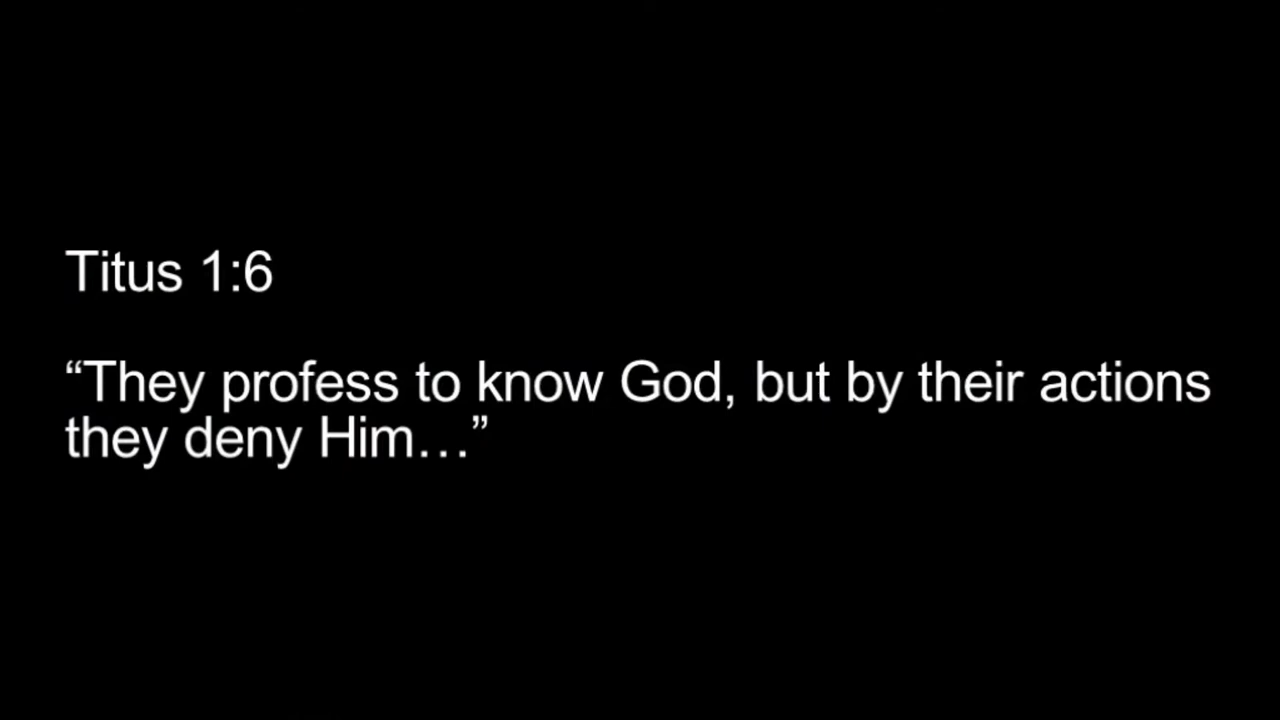 Titus 1:6
“They profess to know God, but by their actions
they deny Him…”